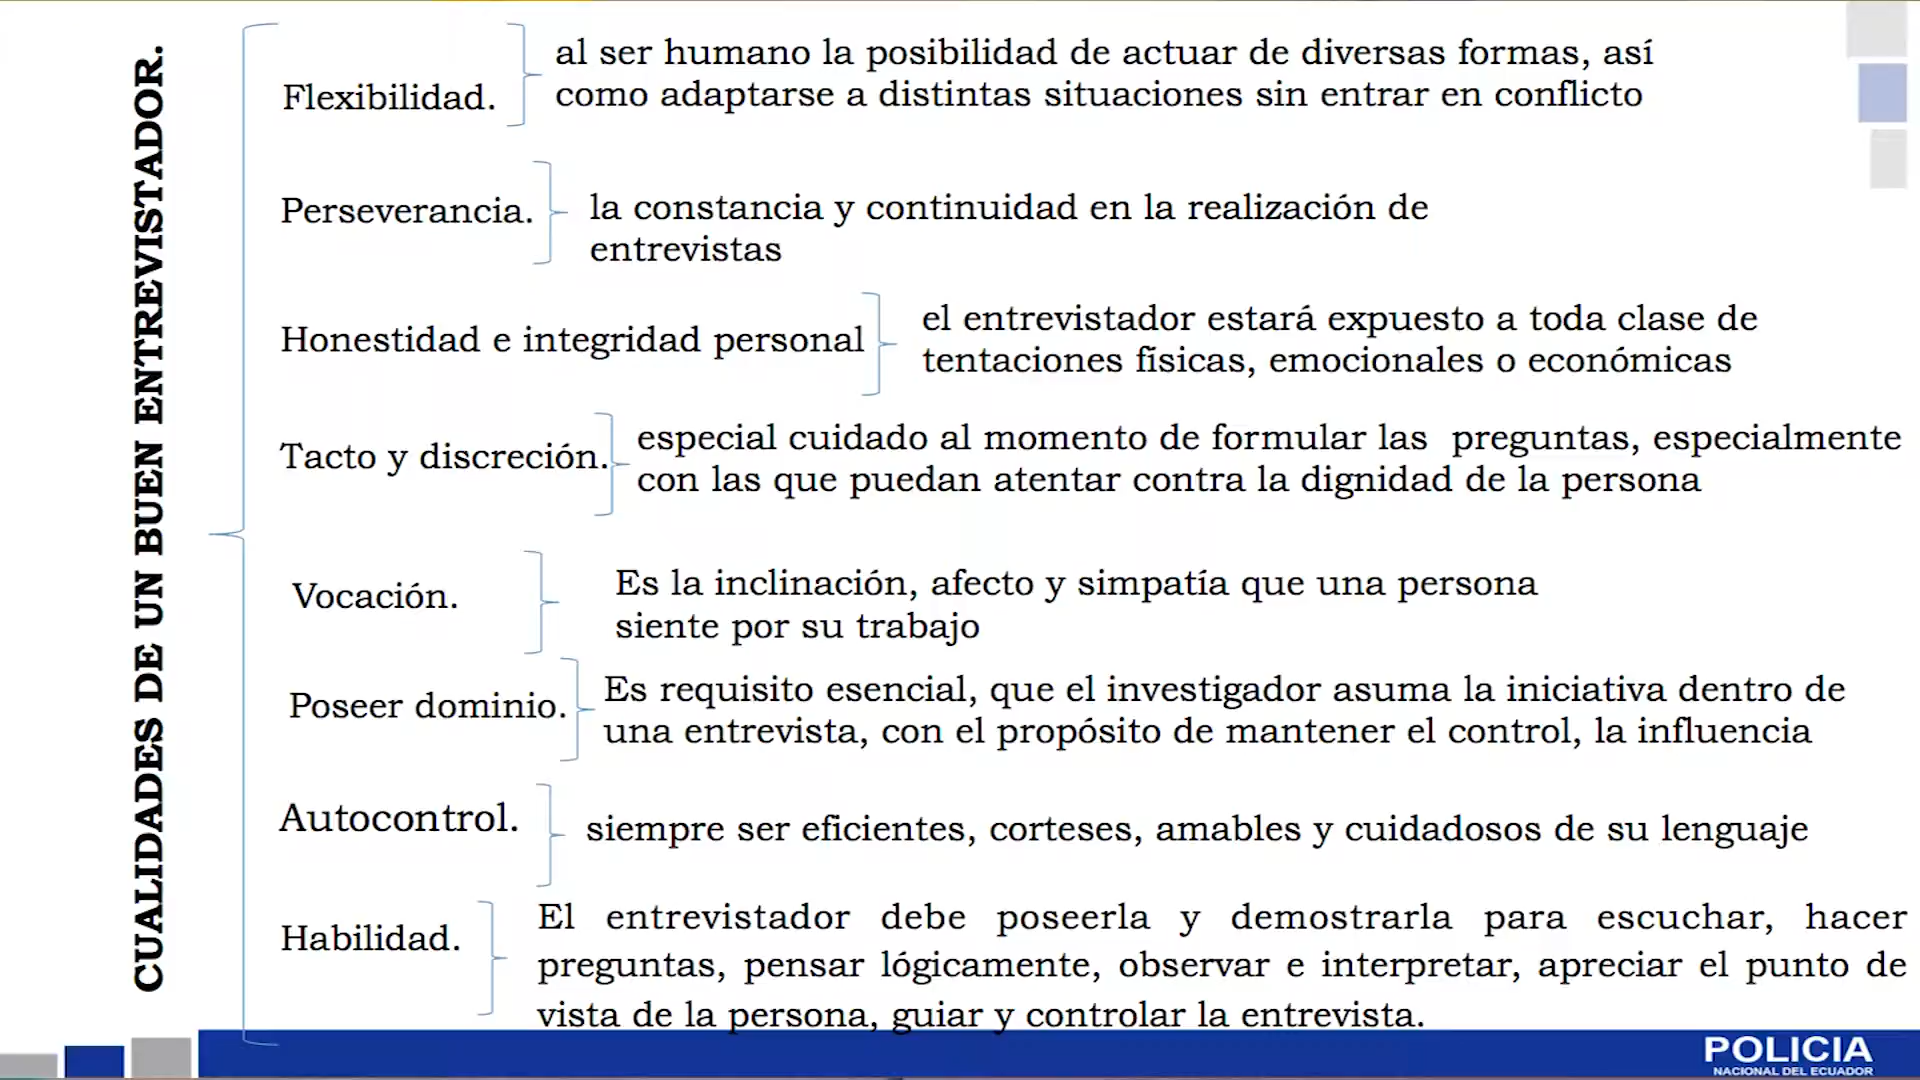 CUALIDADES DE UN BUEN ENTREVISTADOR.
Flexibilidad.
al ser humano la posibilidad de actuar de diversas formas, así
como adaptarse a distintas situaciones sin entrar en conflicto
Perseverancia.
la constancia y continuidad en la realización de
entrevistas
Honestidad e integridad personal
el entrevistador estará expuesto a toda clase de
tentaciones físicas, emocionales o económicas
Tacto y discreción.
especial cuidado al momento de formular las preguntas, especialmente
con las que puedan atentar contra la dignidad de la persona
Vocación.
Es la inclinación, afecto y simpatía que una persona
siente por su trabajo
Poseer dominio.
Es requisito esencial, que el investigador asuma la iniciativa dentro de
una entrevista, con el propósito de mantener el control, la influencia
Autocontrol.
siempre ser eficientes, corteses, amables y cuidadosos de su lenguaje
Habilidad.
El entrevistador debe poseerla y demostrarla para escuchar, hacer
preguntas, pensar lógicamente, observar e interpretar, apreciar el punto de
vista de la persona, guiar y controlar la entrevista.
POLICIA
NACIONAL DEL ECUADOR